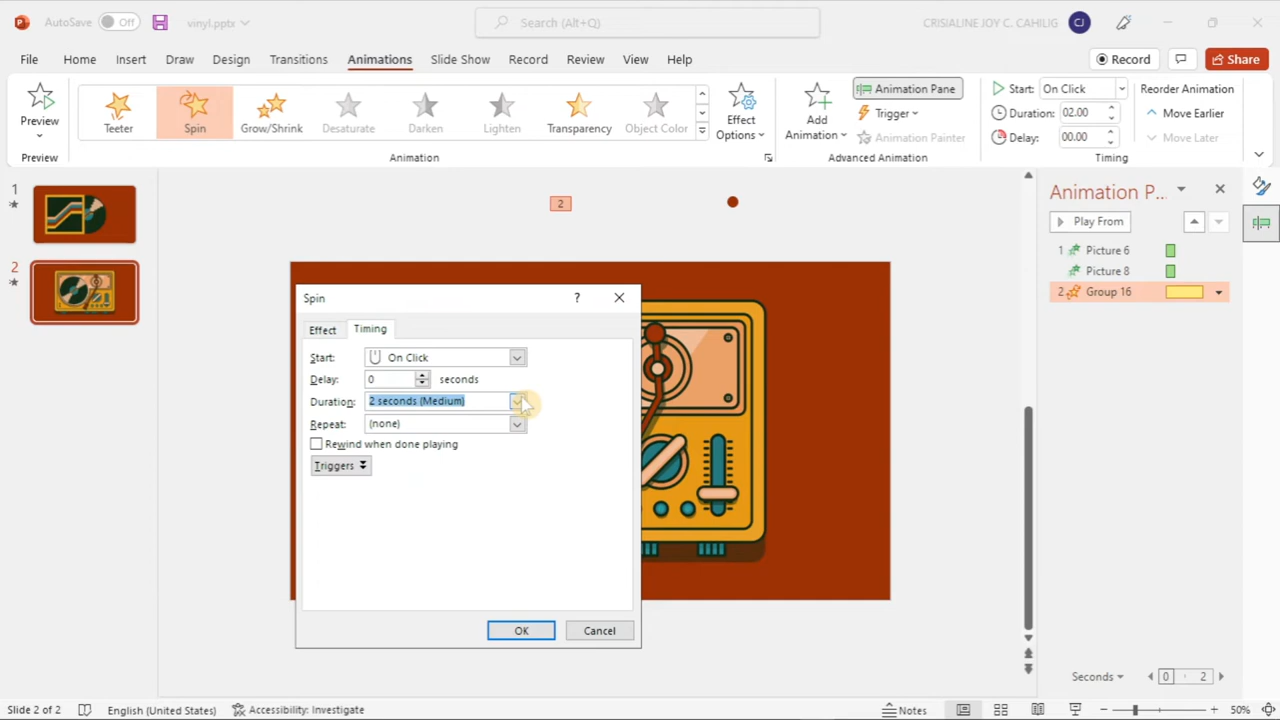 AutoSave Off vinyl.pptx Search (Alt+Q) CRISIALINE JOY C. CAHILIG CJ
File Home Insert Draw Design Transitions Animations Slide Show Record Review View Help Record Share
Preview Teeter Spin Grow/Shrink Desaturate Darken Lighten Transparency Object Color Effect Options Add Animation Animation Pane Trigger Animation Painter Start: On Click Duration: 02.00 Delay: 00.00 Reorder Animation Move Earlier Move Later
Preview Animation Advanced Animation Timing
1
2
2
Animation P...
Play From
1 Picture 6
Picture 8
2 Group 16
Spin ?
Effect Timing
Start: On Click
Delay: 0 seconds
Duration: 2 seconds (Medium)
Repeat: (none)
Rewind when done playing
Triggers
OK Cancel
Seconds 0 2
Slide 2 of 2 English (United States) Accessibility: Investigate Notes 50%